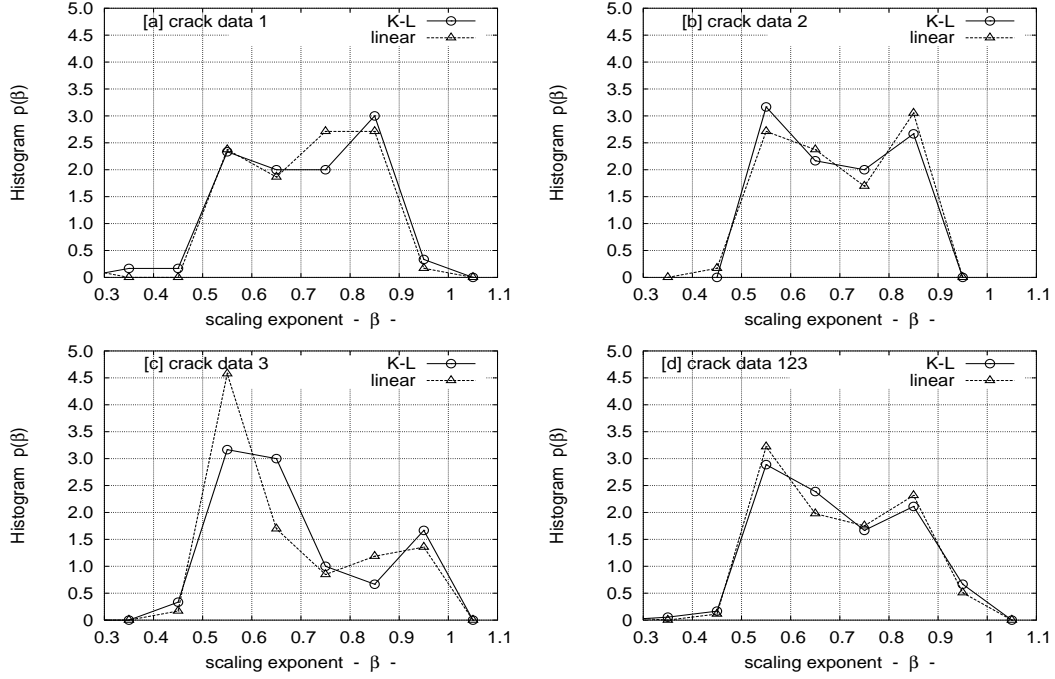 [a] crack data 1
K-L
linear
5.0
4.5
4.0
3.5
3.0
2.5
2.0
1.5
1.0
0.5
0
Histogram p(β)
0.3 0.4 0.5 0.6 0.7 0.8 0.9 1 1.1
scaling exponent - β -
[b] crack data 2
K-L
linear
5.0
4.5
4.0
3.5
3.0
2.5
2.0
1.5
1.0
0.5
0
Histogram p(β)
0.3 0.4 0.5 0.6 0.7 0.8 0.9 1 1.1
scaling exponent - β -
[c] crack data 3
K-L
linear
5.0
4.5
4.0
3.5
3.0
2.5
2.0
1.5
1.0
0.5
0
Histogram p(β)
0.3 0.4 0.5 0.6 0.7 0.8 0.9 1 1.1
scaling exponent - β -
[d] crack data 123
K-L
linear
5.0
4.5
4.0
3.5
3.0
2.5
2.0
1.5
1.0
0.5
0
Histogram p(β)
0.3 0.4 0.5 0.6 0.7 0.8 0.9 1 1.1
scaling exponent - β -